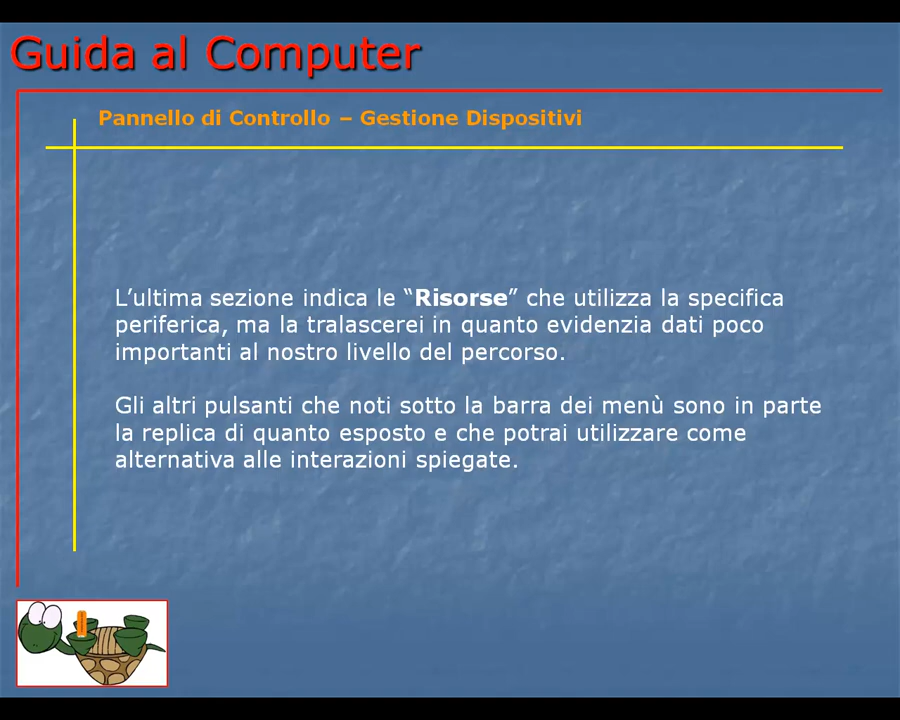 Guida al Computer
Pannello di Controllo – Gestione Dispositivi
L’ultima sezione indica le “Risorse” che utilizza la specifica
periferica, ma la tralascerei in quanto evidenzia dati poco
importanti al nostro livello del percorso.
Gli altri pulsanti che noti sotto la barra dei menù sono in parte
la replica di quanto esposto e che potrai utilizzare come
alternativa alle interazioni spiegate.